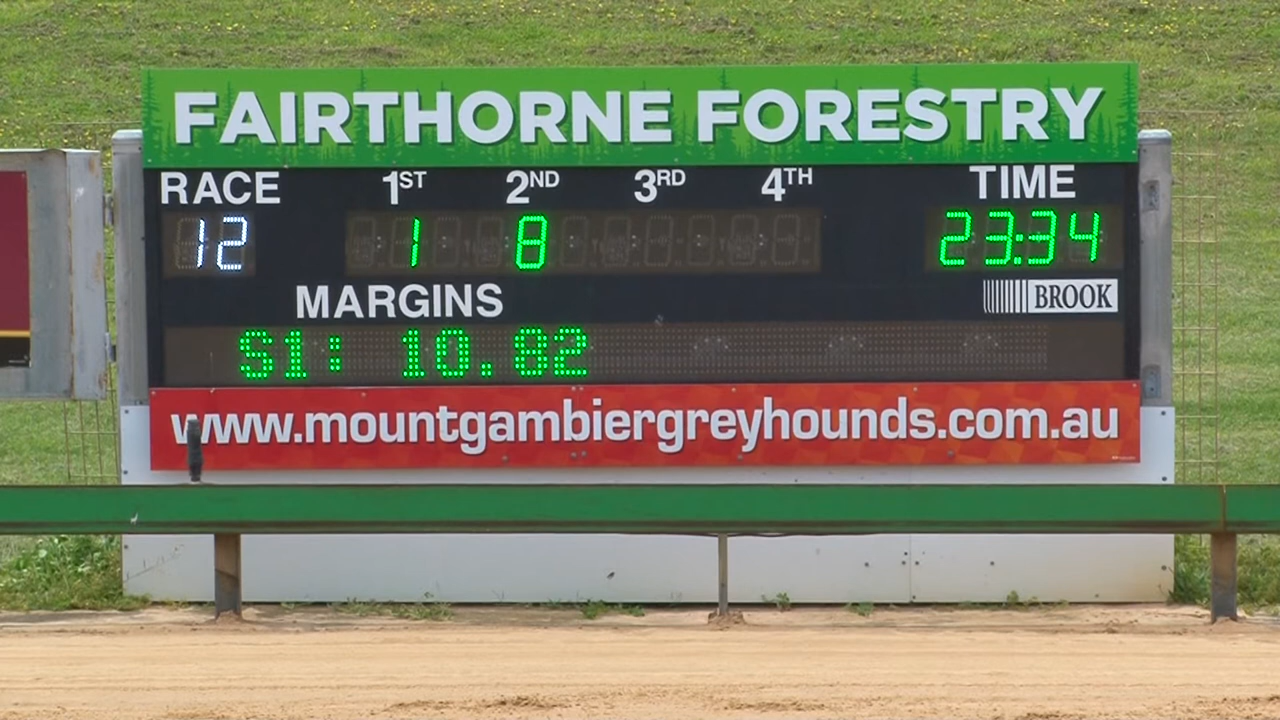 FAIRTHORNE FORESTRY
RACE 1ST 2ND 3RD 4TH TIME
12 1 8 23:34
MARGINS BROOK
S1: 10.82
www.mountgambiergreyhounds.com.au